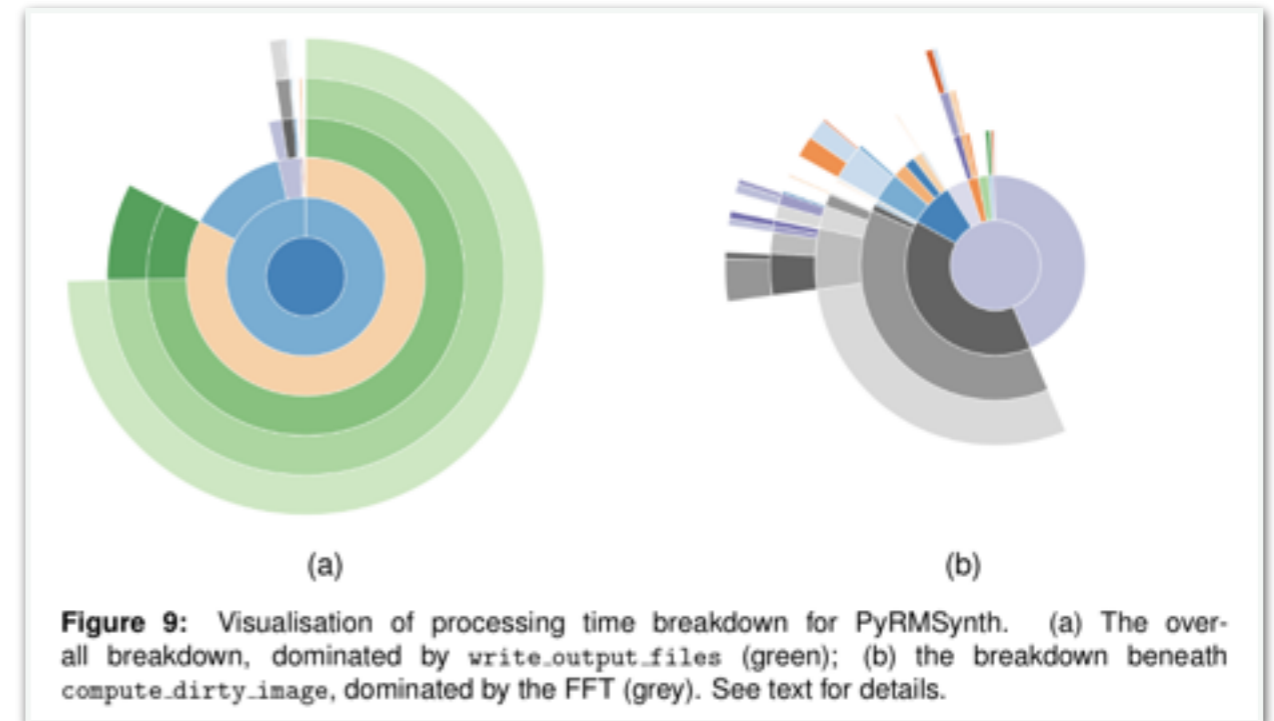 (a)
(b)
Figure 9: Visualisation of processing time breakdown for PyRMSynth. (a) The over-
all breakdown, dominated by write_output_files (green); (b) the breakdown beneath
compute_dirty_image, dominated by the FFT (grey). See text for details.